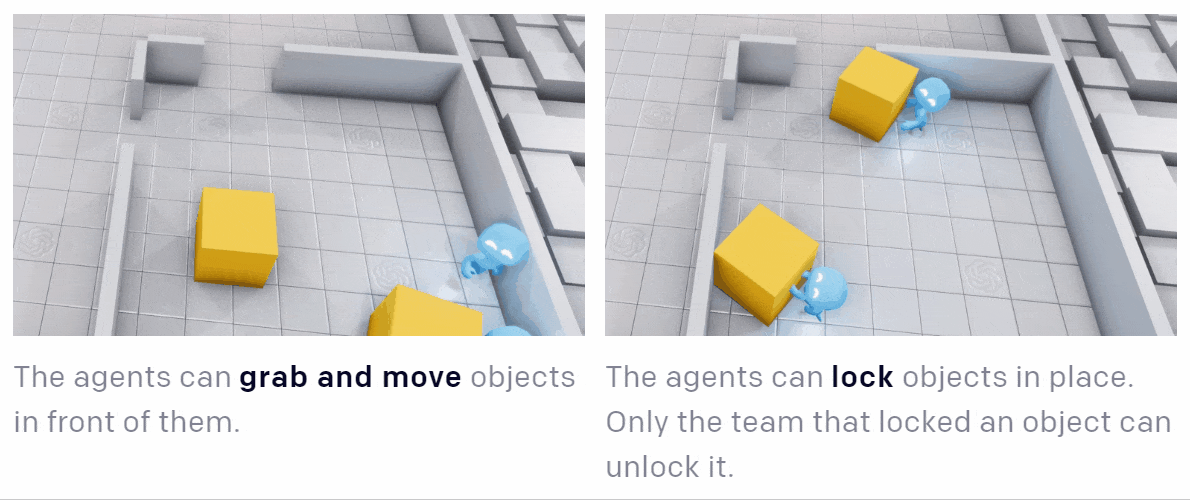 The agents can grab and move objects
in front of them.
The agents can lock objects in place.
Only the team that locked an object can
unlock it.